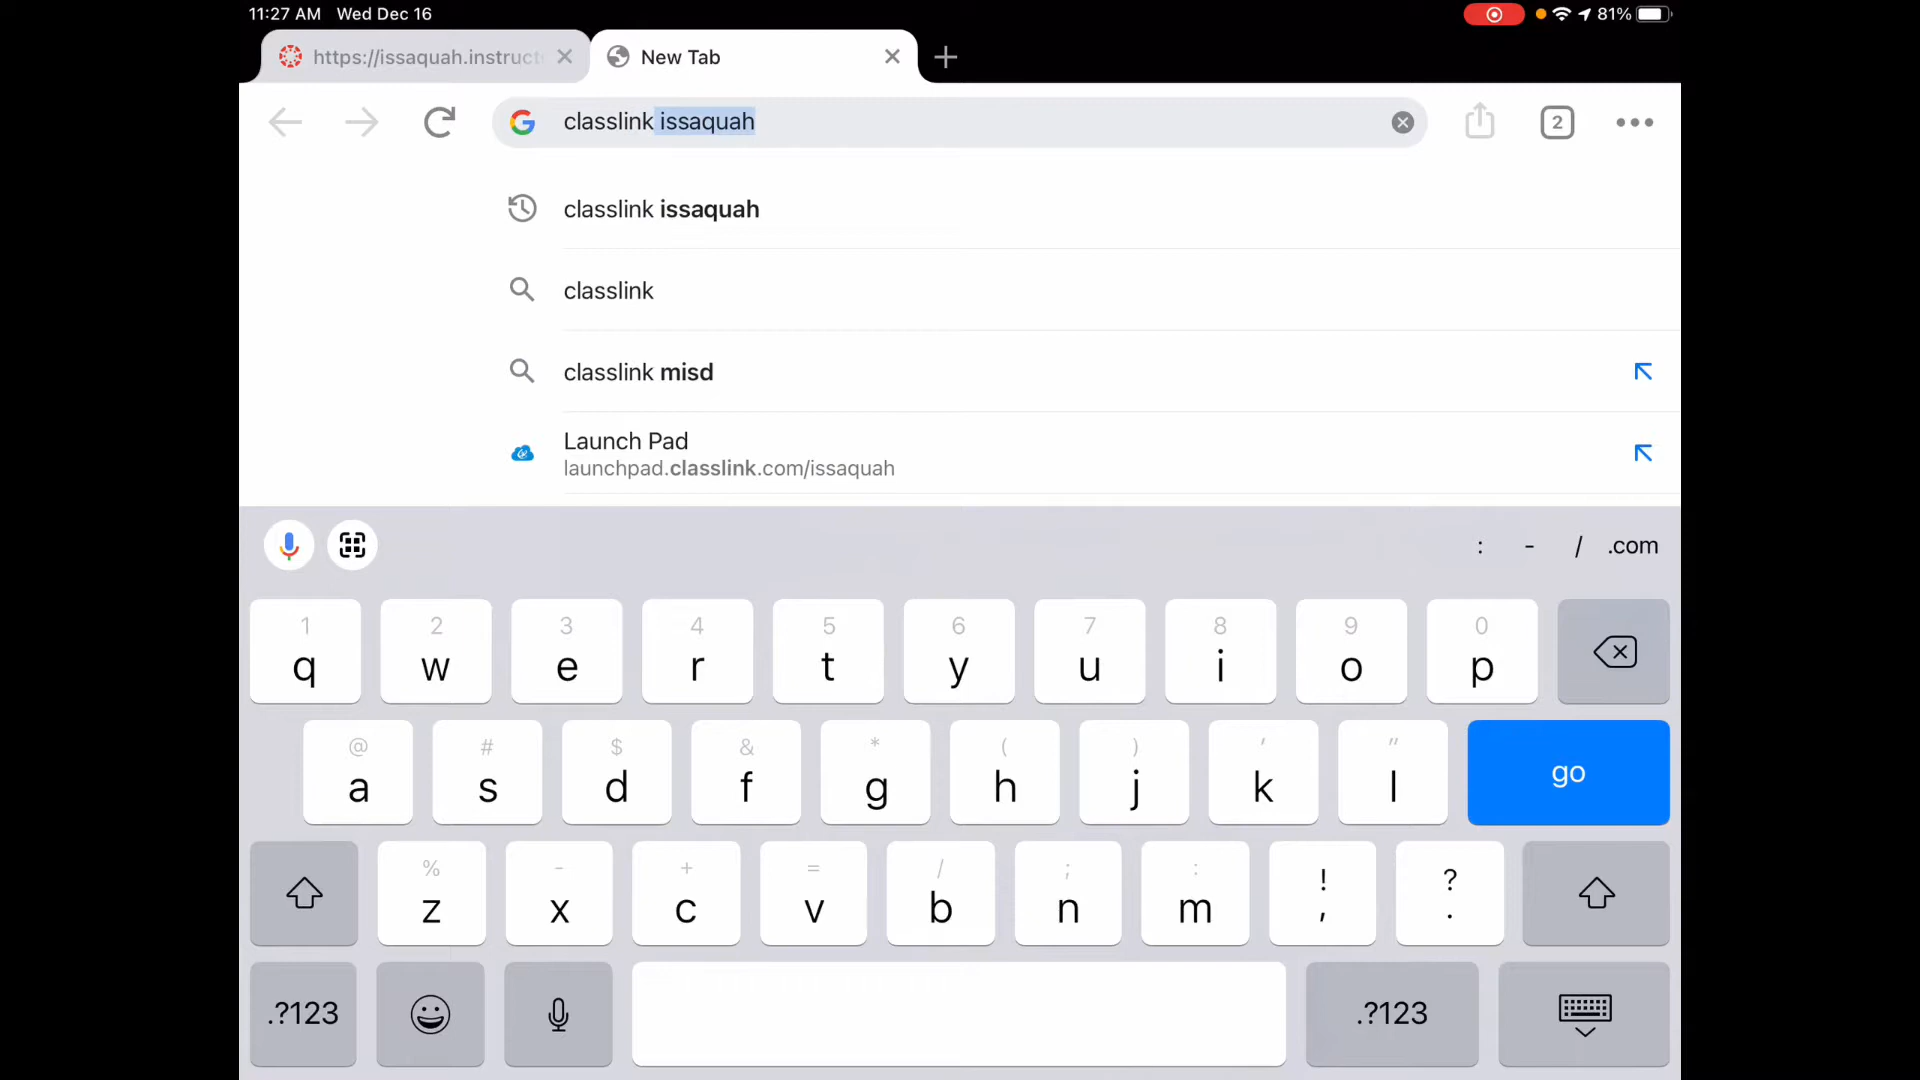 11:27 AM Wed Dec 16
81%
https://issaquah.instruct
New Tab
classlink issaquah
2
classlink issaquah
classlink
classlink misd
Launch Pad
launchpad.classlink.com/issaquah
: - / .com
1 2 3 4 5 6 7 8 9 0
q w e r t y u i o p
@ # $ & * ( ) ' "
a s d f g h j k l go
% - + = / ; : ! ?
z x c v b n m , .
.?123 .?123